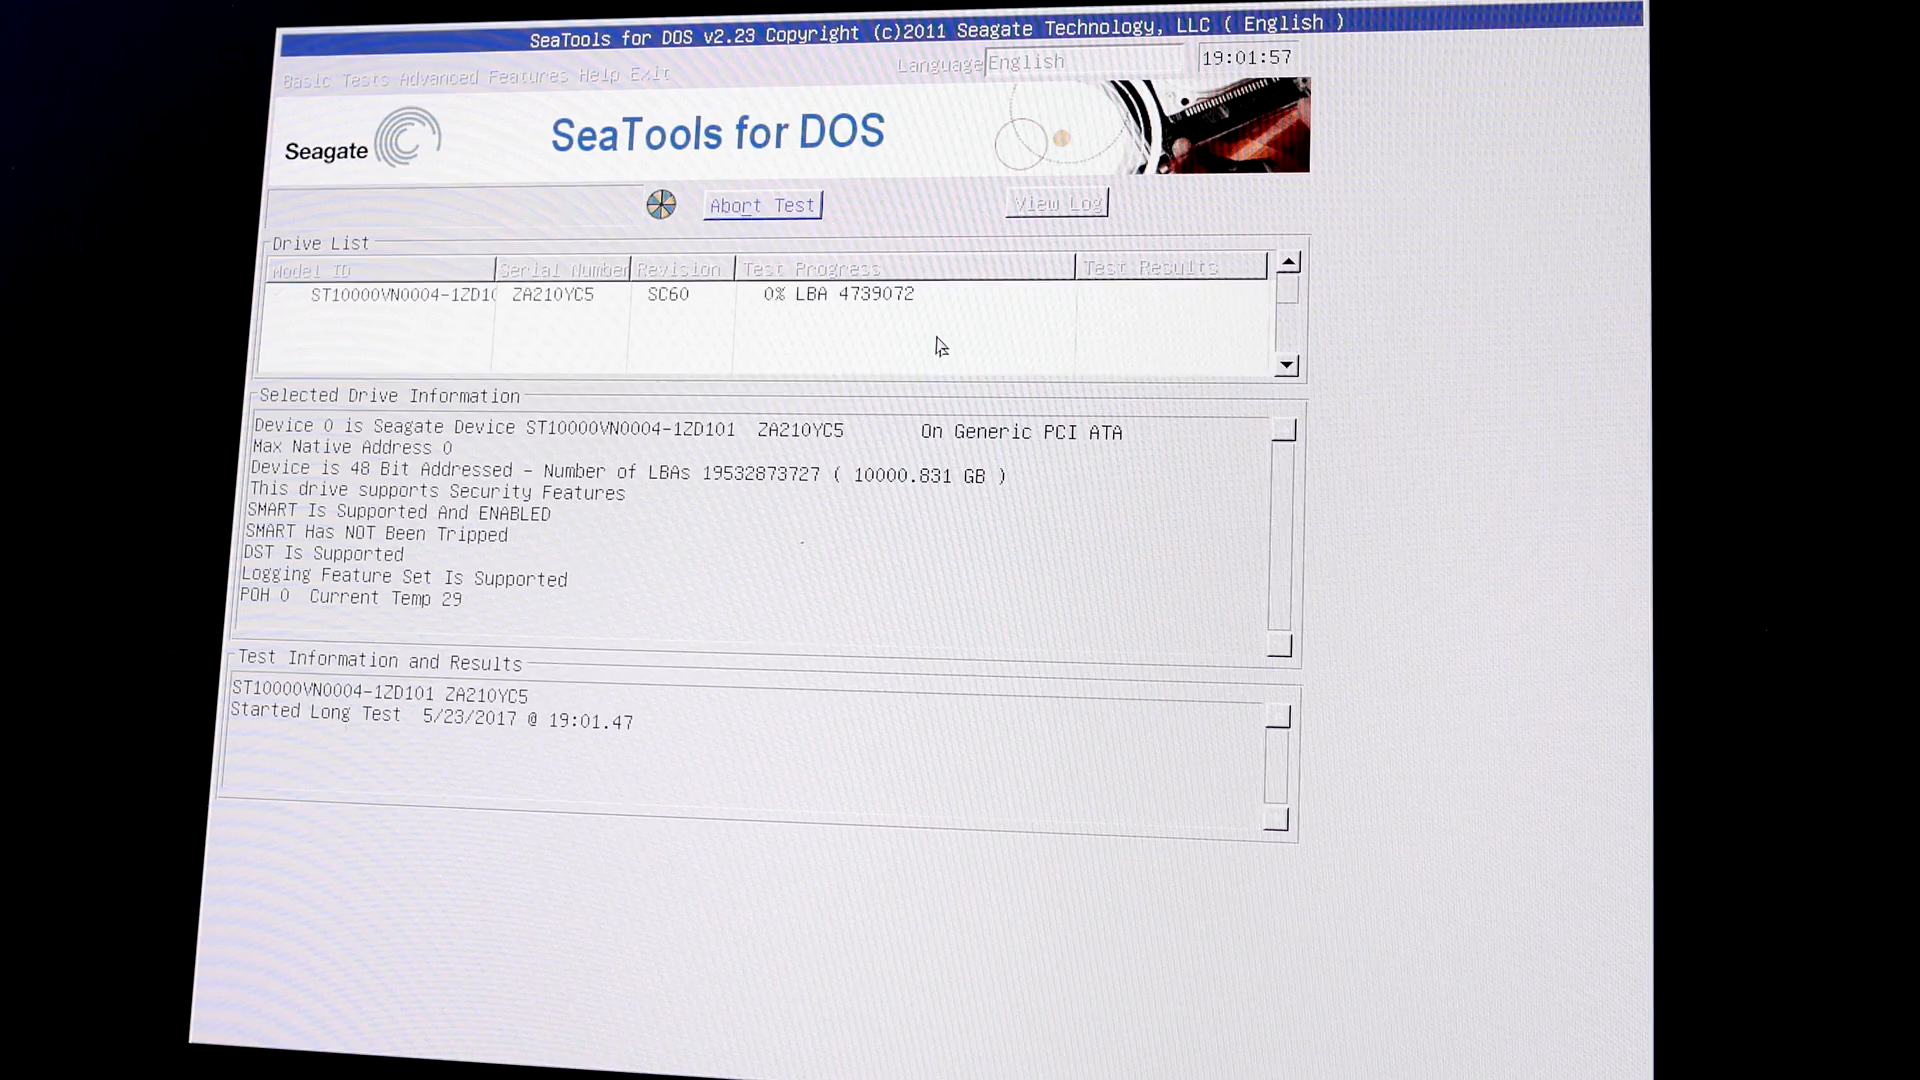 SeaTools for DOS v2.23 Copyright (c)2011 Seagate Technology, LLC ( English )
Basic Tests Advanced Features Help Exit Language English 19:01:57
Seagate SeaTools for DOS
Abort Test View Log
Drive List
Model ID Serial Number Revision Test Progress Test Results
ST10000VN0004-1ZD10 ZA210YC5 SC60 0% LBA 4739072
Selected Drive Information
Device 0 is Seagate Device ST10000VN0004-1ZD101 ZA210YC5 On Generic PCI ATA
Max Native Address 0
Device is 48 Bit Addressed - Number of LBAs 19532873727 ( 10000.831 GB )
This drive supports Security Features
SMART Is Supported And ENABLED
SMART Has NOT Been Tripped
DST Is Supported
Logging Feature Set Is Supported
POH 0 Current Temp 29
Test Information and Results
ST10000VN0004-1ZD101 ZA210YC5
Started Long Test 5/23/2017 @ 19:01.47